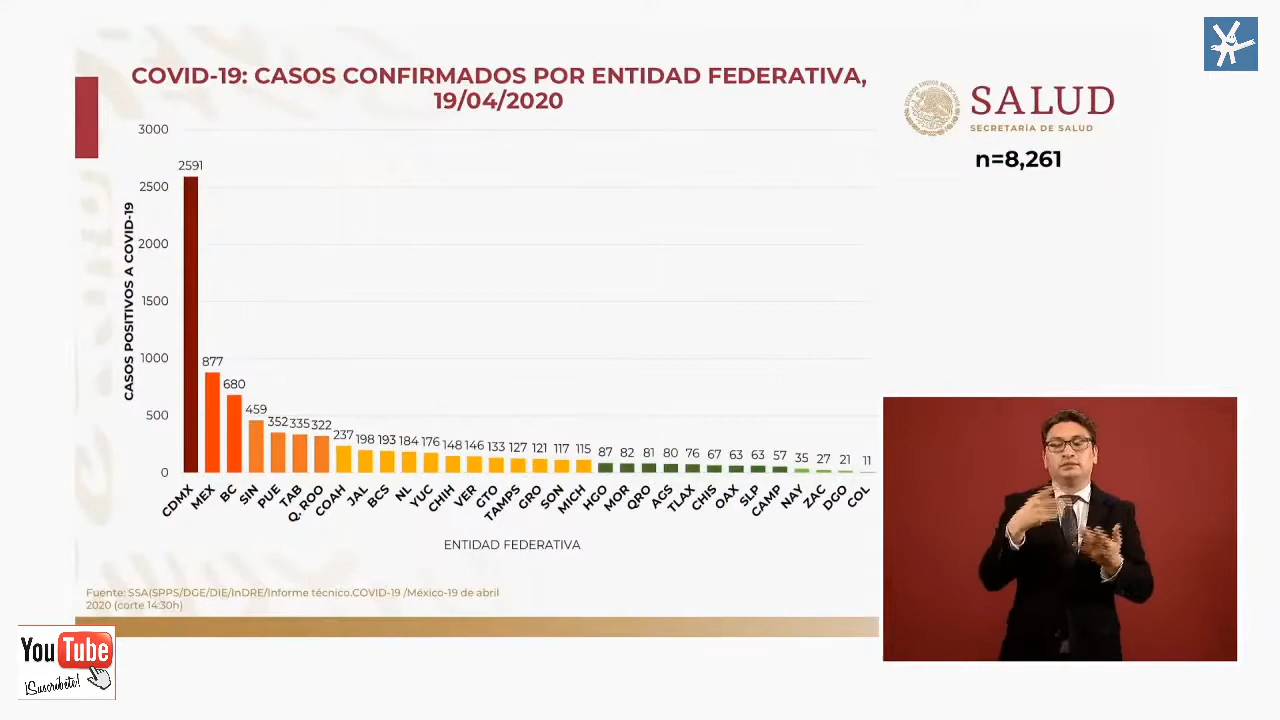 COVID-19: CASOS CONFIRMADOS POR ENTIDAD FEDERATIVA,
19/04/2020
SALUD
SECRETARÍA DE SALUD
n=8,261
CASOS POSITIVOS A COVID-19
3000
2500
2000
1500
1000
500
0
2591
877
680
459
352
335
322
237
198
193
184
176
148
146
133
127
121
117
115
87
82
81
80
76
67
63
63
57
35
27
21
11
CDMX
MEX
BC
SIN
PUE
TAB
Q. ROO
COAH
JAL
BCS
NL
YUC
CHIH
VER
GTO
TAMPS
GRO
SON
MICH
HGO
MOR
QRO
AGS
TLAX
CHIS
OAX
SLP
CAMP
NAY
ZAC
DGO
COL
ENTIDAD FEDERATIVA
Fuente: SSA(SPPS/DGE/DIE/InDRE/Informe técnico.COVID-19 /México-19 de abril
2020 (corte 14:30h)
YouTube
¡Suscríbete!